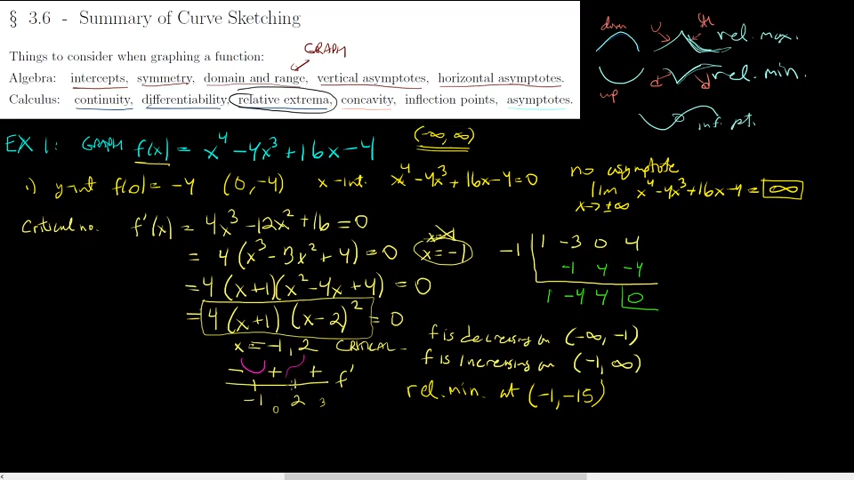 § 3.6 - Summary of Curve Sketching
Things to consider when graphing a function:
GRAPH
Algebra: intercepts, symmetry, domain and range, vertical asymptotes, horizontal asymptotes.
Calculus: continuity, differentiability, relative extrema, concavity, inflection points, asymptotes.
down
rel. max.
up
d
d
rel. min.
inf. pt.
EX 1: GRAPH f(x) = x⁴ - 4x³ + 16x - 4
(-∞, ∞)
1) y-int f(0) = -4 (0, -4) x-int. x⁴ - 4x³ + 16x - 4 = 0
no asymptote
lim x→±∞ x⁴ - 4x³ + 16x - 4 = ∞
Critical no. f'(x) = 4x³ - 12x² + 16 = 0
= 4(x³ - 3x² + 4) = 0
x = -1
= 4(x+1)(x² - 4x + 4) = 0
= 4(x+1)(x-2)² = 0
x = -1, 2 CRITICAL
- + + f'
-1 0 2 3
-1 | 1 -3 0 4
-1 4 -4
1 -4 4 0
f is decreasing on (-∞, -1)
f is increasing on (-1, ∞)
rel. min. at (-1, -15)